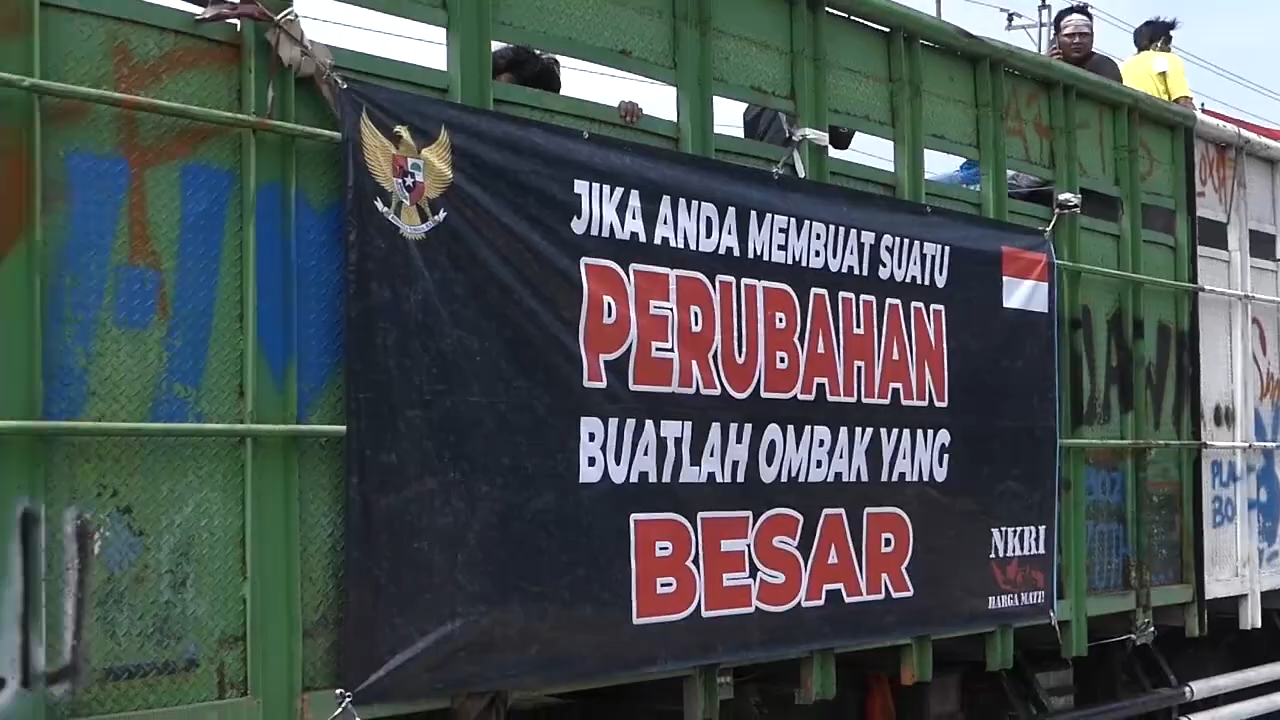 JIKA ANDA MEMBUAT SUATU
PERUBAHAN
BUATLAH OMBAK YANG
BESAR
NKRI
HARGA MATI!